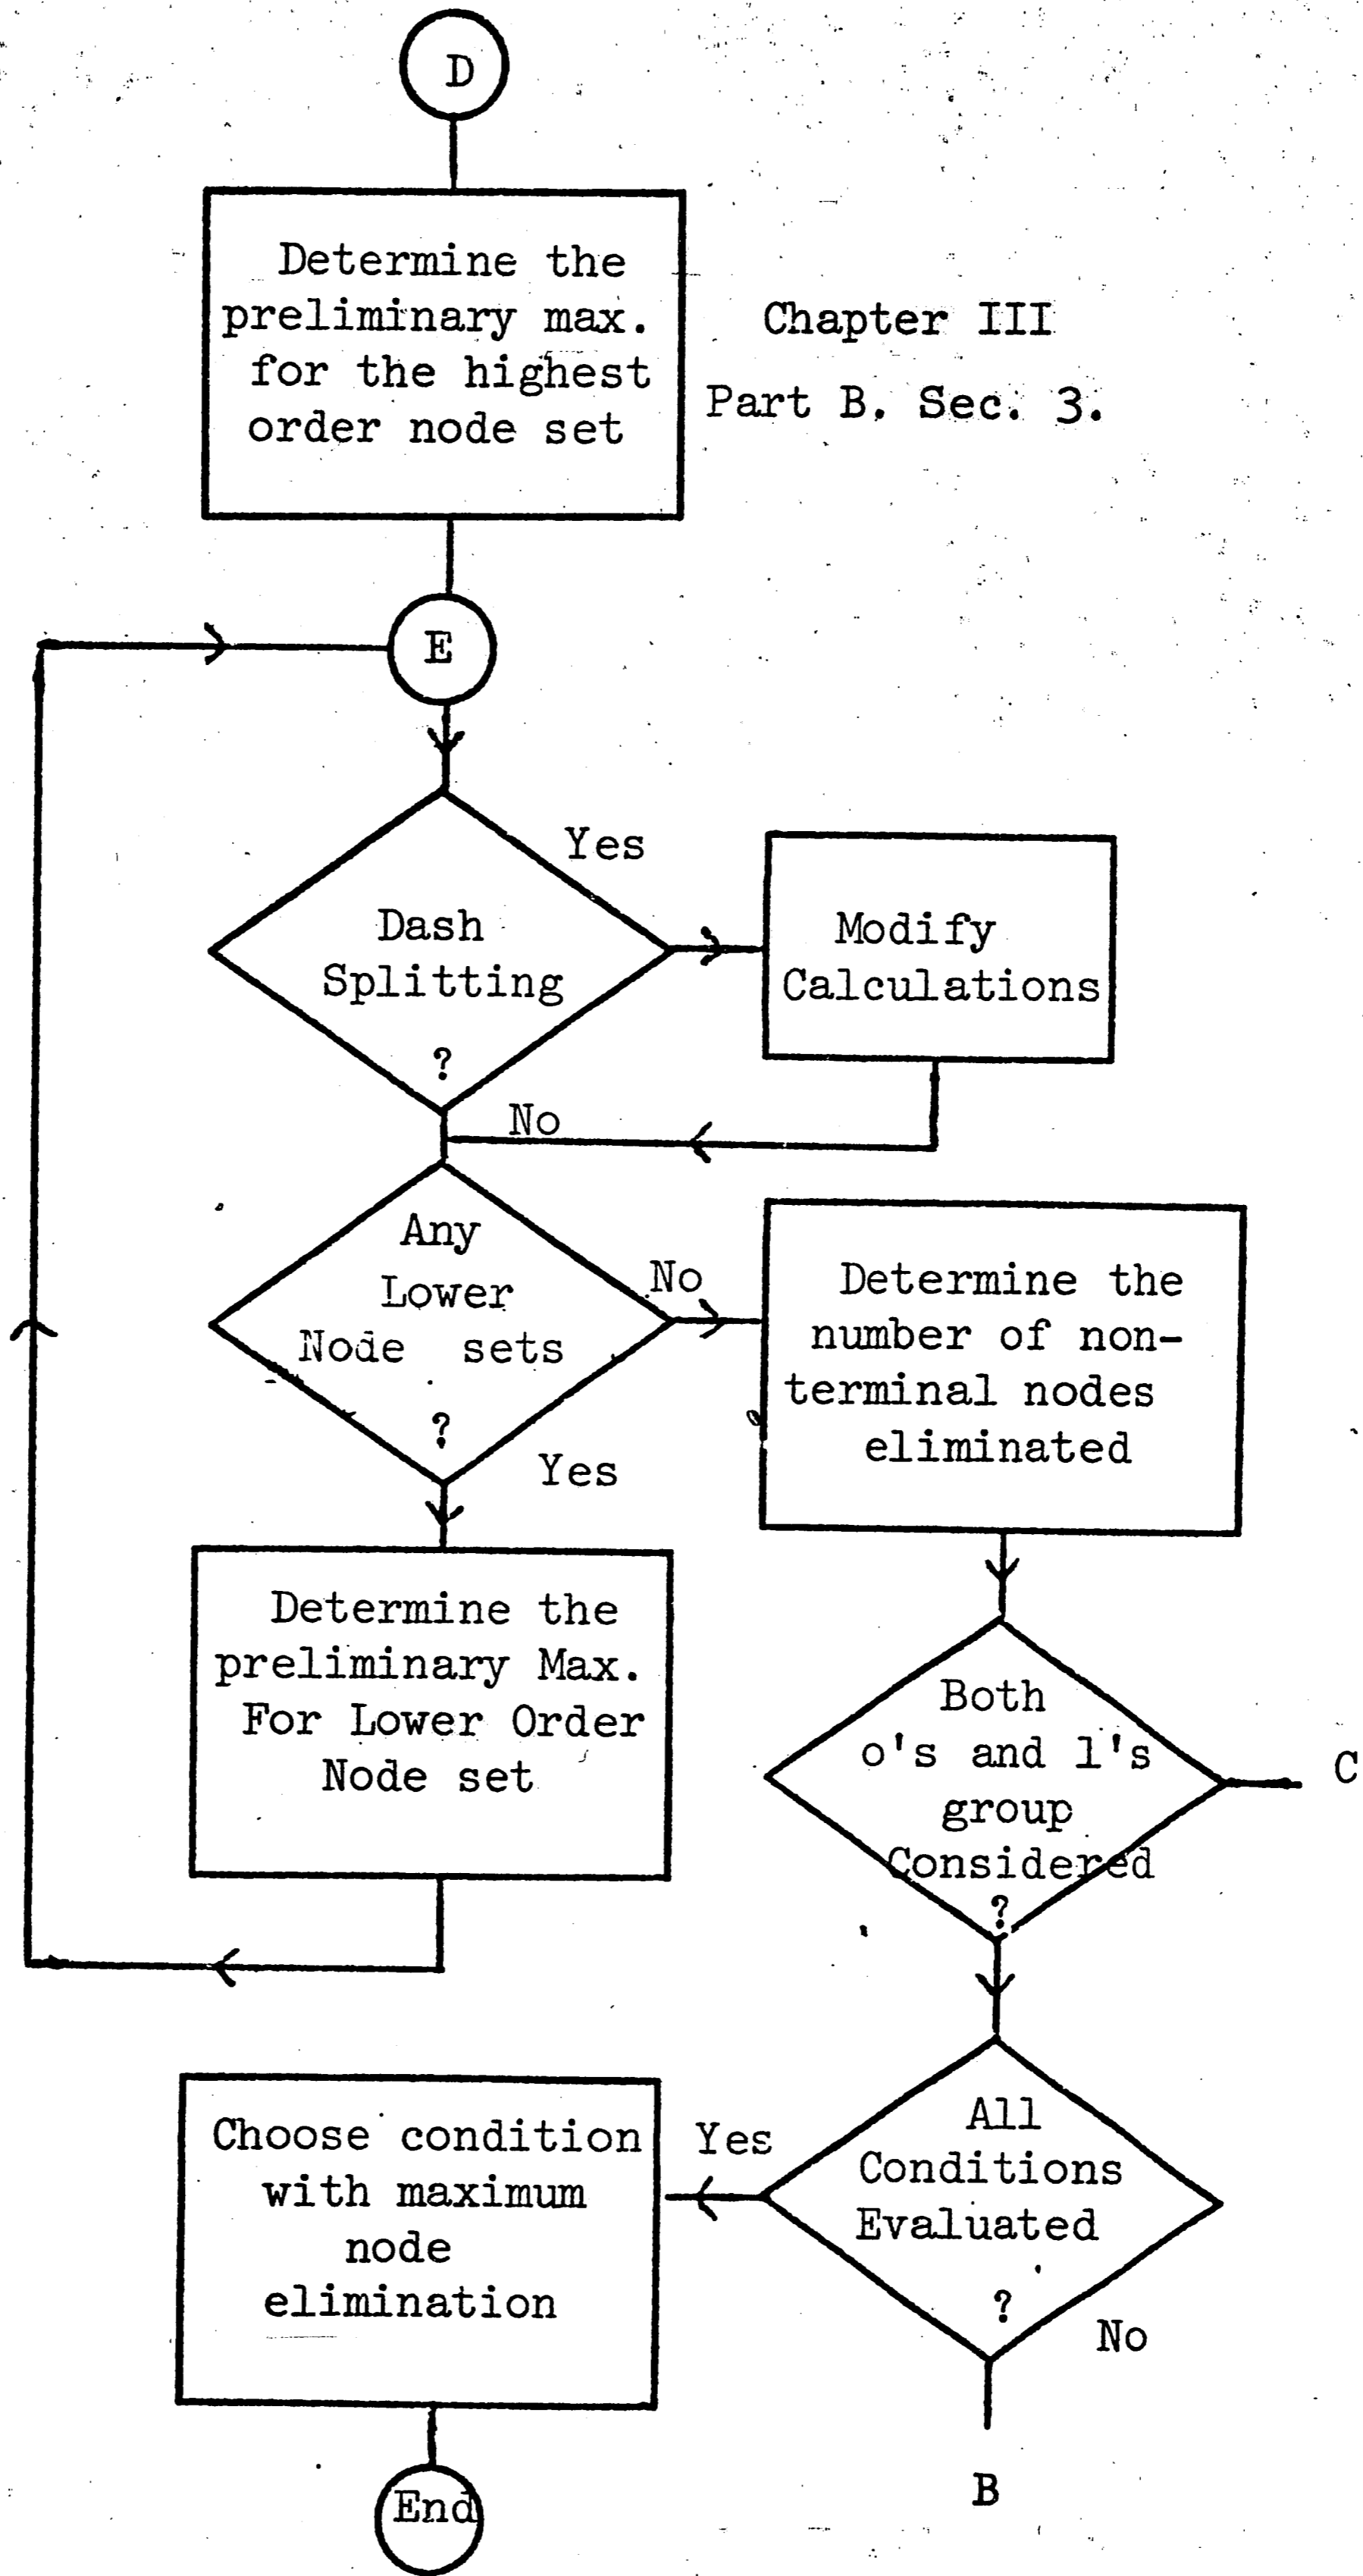 D
Determine the
preliminary max.
for the highest
order node set
Chapter III
Part B. Sec. 3.
E
Yes
Dash
Splitting
?
Modify
Calculations
No
Any
Lower
Node sets
?
No
Yes
Determine the
number of non-
terminal nodes
eliminated
Determine the
preliminary Max.
For Lower Order
Node set
Both
o's and l's
group
Considered
?
C
All
Conditions
Evaluated
?
Yes
No
Choose condition
with maximum
node
elimination
B
End